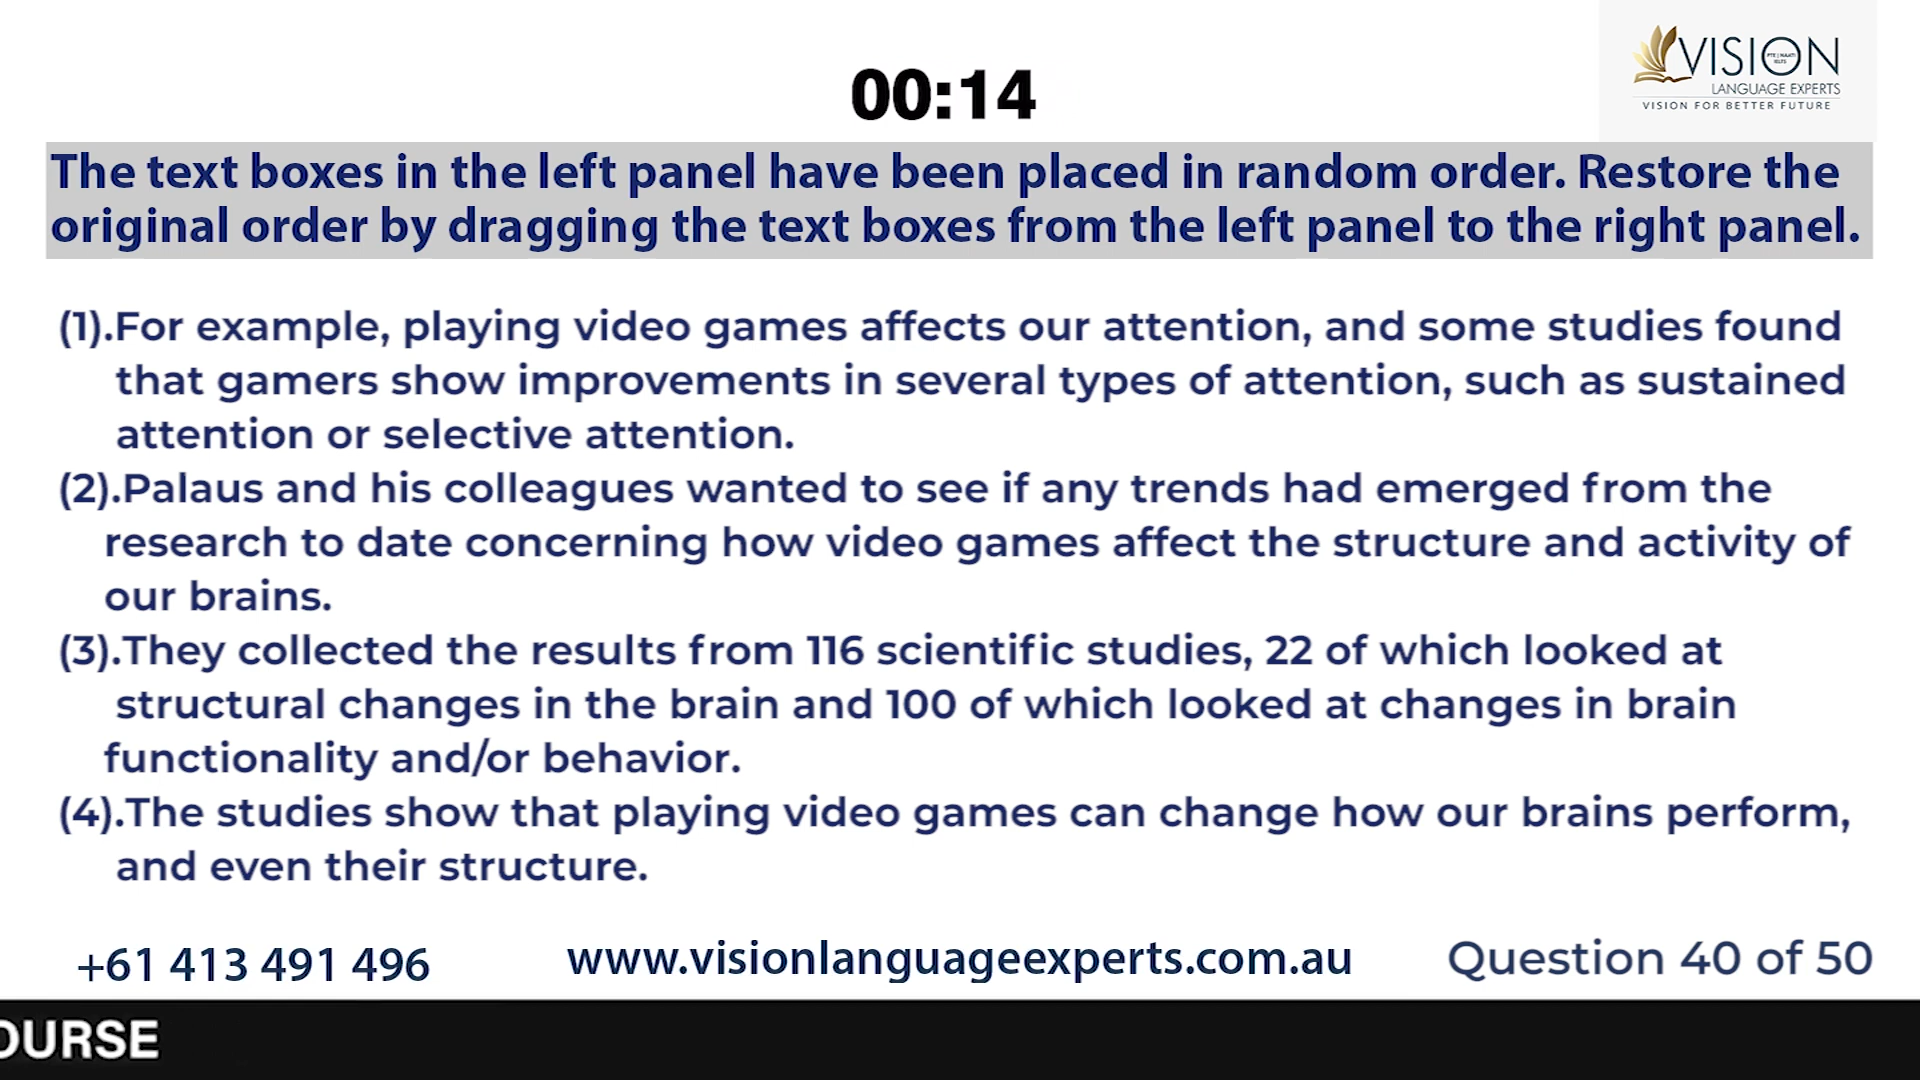 VISION
PTE | NAATI
IELTS
LANGUAGE EXPERTS
VISION FOR BETTER FUTURE
00:14
The text boxes in the left panel have been placed in random order. Restore the
original order by dragging the text boxes from the left panel to the right panel.
(1).For example, playing video games affects our attention, and some studies found
that gamers show improvements in several types of attention, such as sustained
attention or selective attention.
(2).Palaus and his colleagues wanted to see if any trends had emerged from the
research to date concerning how video games affect the structure and activity of
our brains.
(3).They collected the results from 116 scientific studies, 22 of which looked at
structural changes in the brain and 100 of which looked at changes in brain
functionality and/or behavior.
(4).The studies show that playing video games can change how our brains perform,
and even their structure.
+61 413 491 496
www.visionlanguageexperts.com.au
Question 40 of 50
OURSE